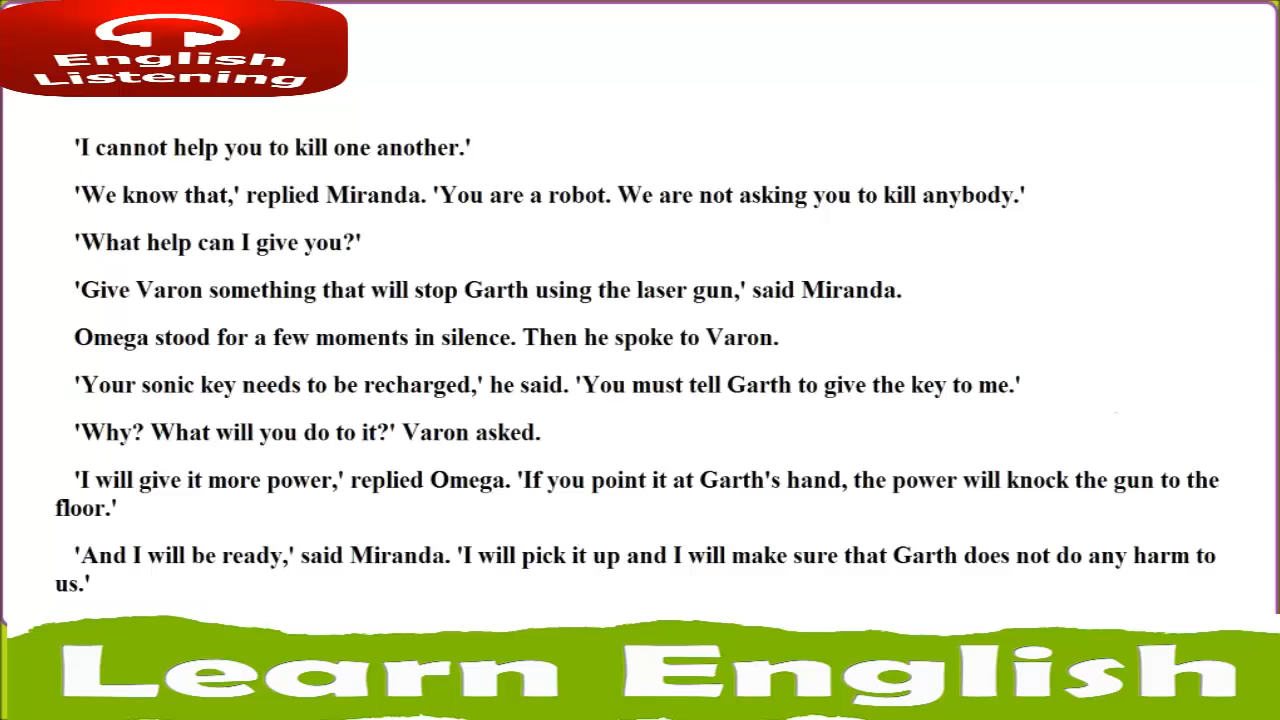 English
Listening
'I cannot help you to kill one another.'
'We know that,' replied Miranda. 'You are a robot. We are not asking you to kill anybody.'
'What help can I give you?'
'Give Varon something that will stop Garth using the laser gun,' said Miranda.
Omega stood for a few moments in silence. Then he spoke to Varon.
'Your sonic key needs to be recharged,' he said. 'You must tell Garth to give the key to me.'
'Why? What will you do to it?' Varon asked.
'I will give it more power,' replied Omega. 'If you point it at Garth's hand, the power will knock the gun to the
floor.'
'And I will be ready,' said Miranda. 'I will pick it up and I will make sure that Garth does not do any harm to
us.'
Learn English